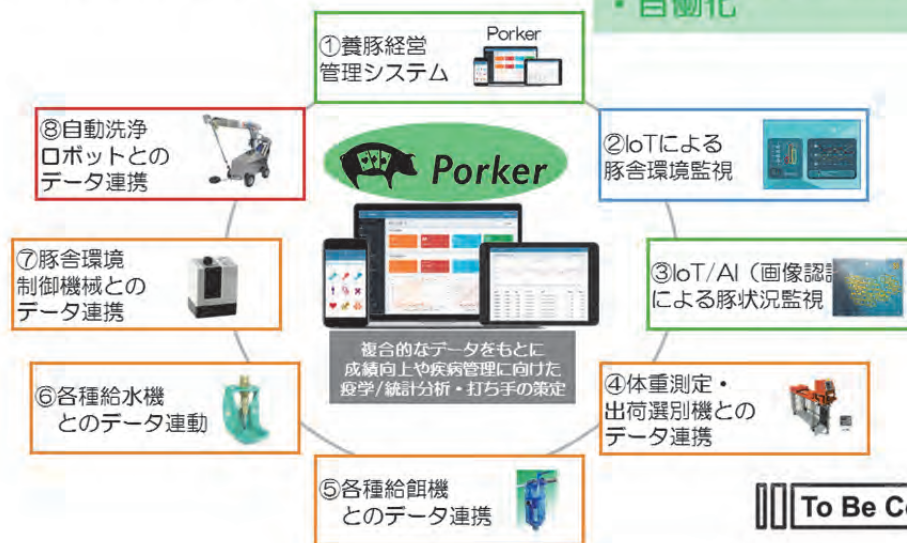 ・自働化
①養豚経営
管理システム
Porker
⑧自動洗浄
ロボットとの
データ連携
②IoTによる
豚舎環境監視
Porker
⑦豚舎環境
制御機械との
データ連携
③IoT/AI（画像認
による豚状況監視
複合的なデータをもとに
成績向上や疾病管理に向けた
疫学/統計分析・打ち手の策定
⑥各種給水機
とのデータ連動
④体重測定・
出荷選別機との
データ連携
⑤各種給餌機
とのデータ連携
To Be Co